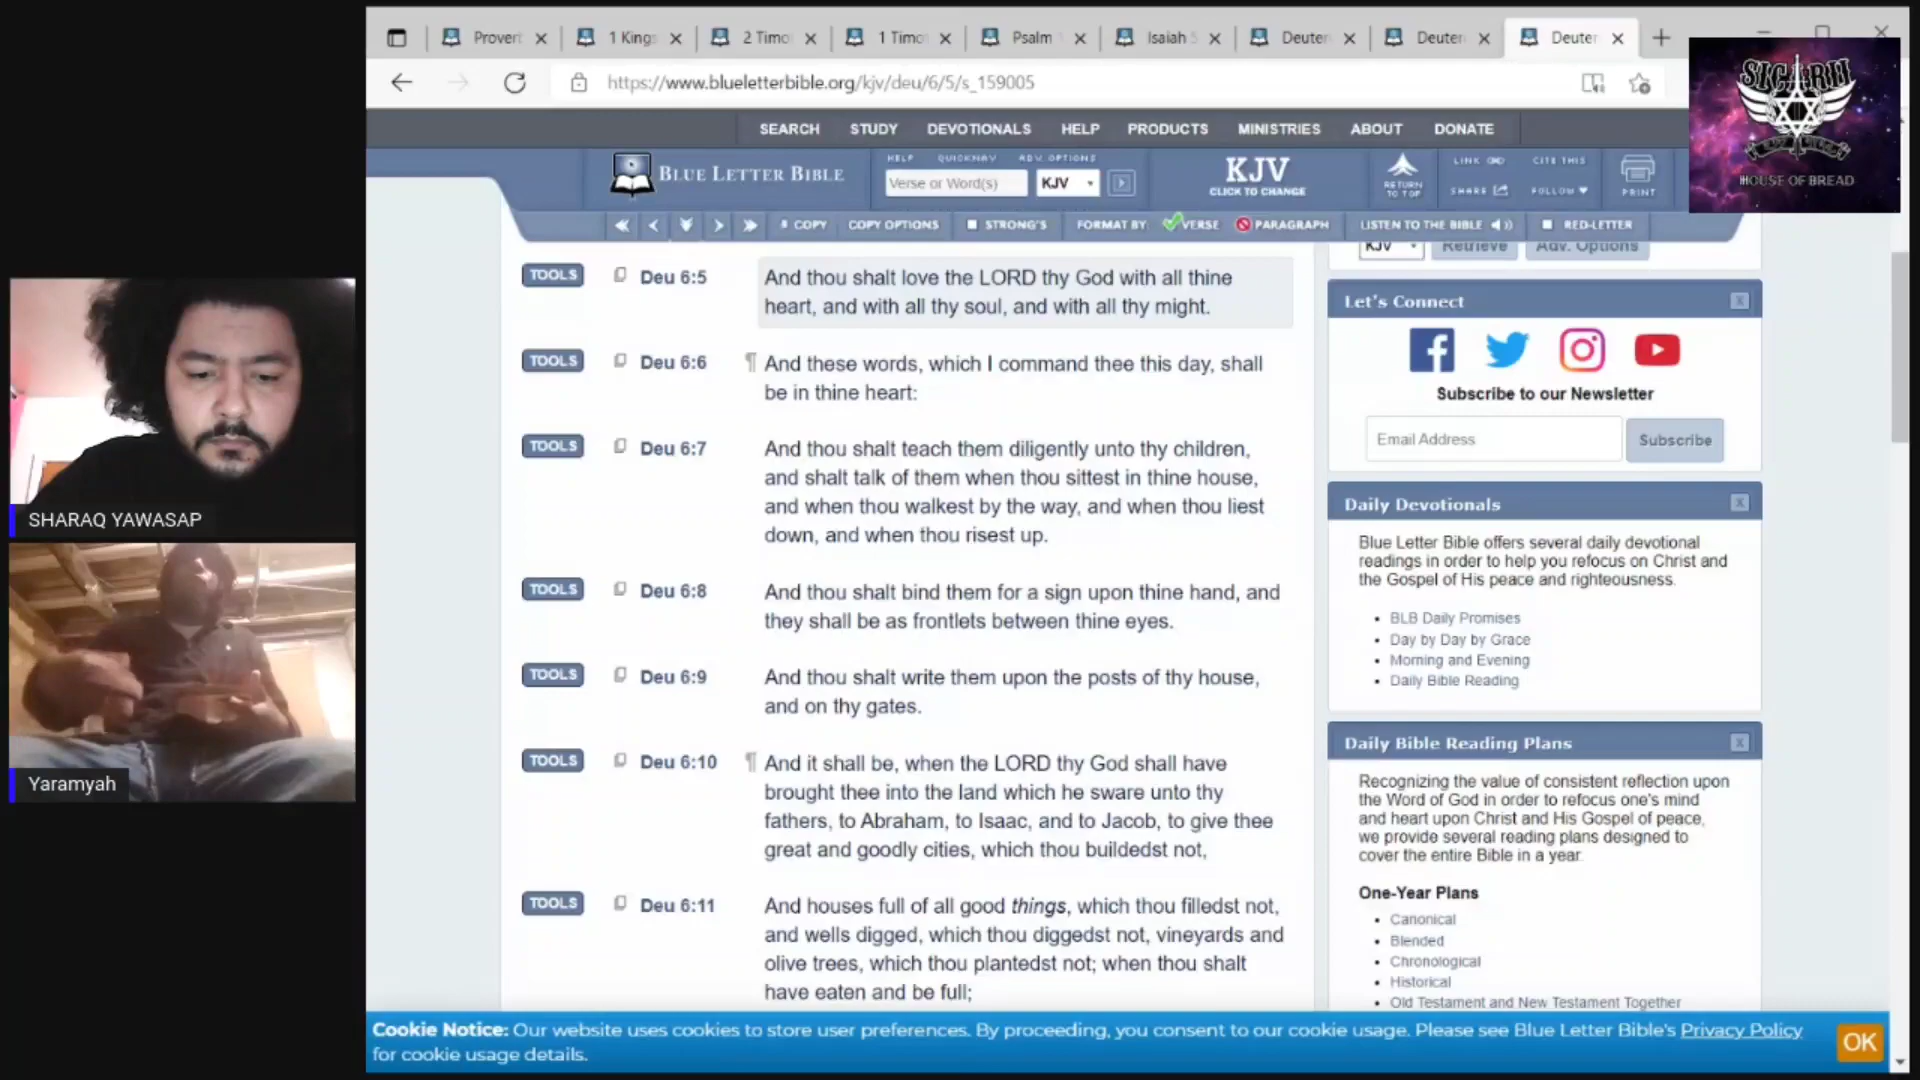 Prover
1 King
2 Timo
1 Timo
Psalm
Isaiah 5
Deuter
Deuter
Deuter
https://www.blueletterbible.org/kjv/deu/6/5/s_159005
SICARII
HOUSE OF BREAD
SEARCH STUDY DEVOTIONALS HELP PRODUCTS MINISTRIES ABOUT DONATE
BLUE LETTER BIBLE
HELP QUICKNAV ADV. OPTIONS
Verse or Word(s) KJV
KJV
CLICK TO CHANGE
RETURN
TO TOP
LINK CITE THIS
SHARE FOLLOW
PRINT
COPY COPY OPTIONS STRONG'S FORMAT BY VERSE PARAGRAPH LISTEN TO THE BIBLE RED-LETTER
KJV Retrieve Adv. Options
TOOLS Deu 6:5 And thou shalt love the LORD thy God with all thine
heart, and with all thy soul, and with all thy might.
TOOLS Deu 6:6 ¶ And these words, which I command thee this day, shall
be in thine heart:
TOOLS Deu 6:7 And thou shalt teach them diligently unto thy children,
and shalt talk of them when thou sittest in thine house,
and when thou walkest by the way, and when thou liest
down, and when thou risest up.
TOOLS Deu 6:8 And thou shalt bind them for a sign upon thine hand, and
they shall be as frontlets between thine eyes.
TOOLS Deu 6:9 And thou shalt write them upon the posts of thy house,
and on thy gates.
TOOLS Deu 6:10 ¶ And it shall be, when the LORD thy God shall have
brought thee into the land which he sware unto thy
fathers, to Abraham, to Isaac, and to Jacob, to give thee
great and goodly cities, which thou buildedst not,
TOOLS Deu 6:11 And houses full of all good things, which thou filledst not,
and wells digged, which thou diggedst not, vineyards and
olive trees, which thou plantedst not; when thou shalt
have eaten and be full;
Let's Connect
Subscribe to our Newsletter
Email Address Subscribe
Daily Devotionals
Blue Letter Bible offers several daily devotional
readings in order to help you refocus on Christ and
the Gospel of His peace and righteousness.
BLB Daily Promises
Day by Day by Grace
Morning and Evening
Daily Bible Reading
Daily Bible Reading Plans
Recognizing the value of consistent reflection upon
the Word of God in order to refocus one's mind
and heart upon Christ and His Gospel of peace,
we provide several reading plans designed to
cover the entire Bible in a year.
One-Year Plans
Canonical
Blended
Chronological
Historical
Old Testament and New Testament Together
SHARAQ YAWASAP
Yaramyah
Cookie Notice: Our website uses cookies to store user preferences. By proceeding, you consent to our cookie usage. Please see Blue Letter Bible's Privacy Policy
for cookie usage details.
OK